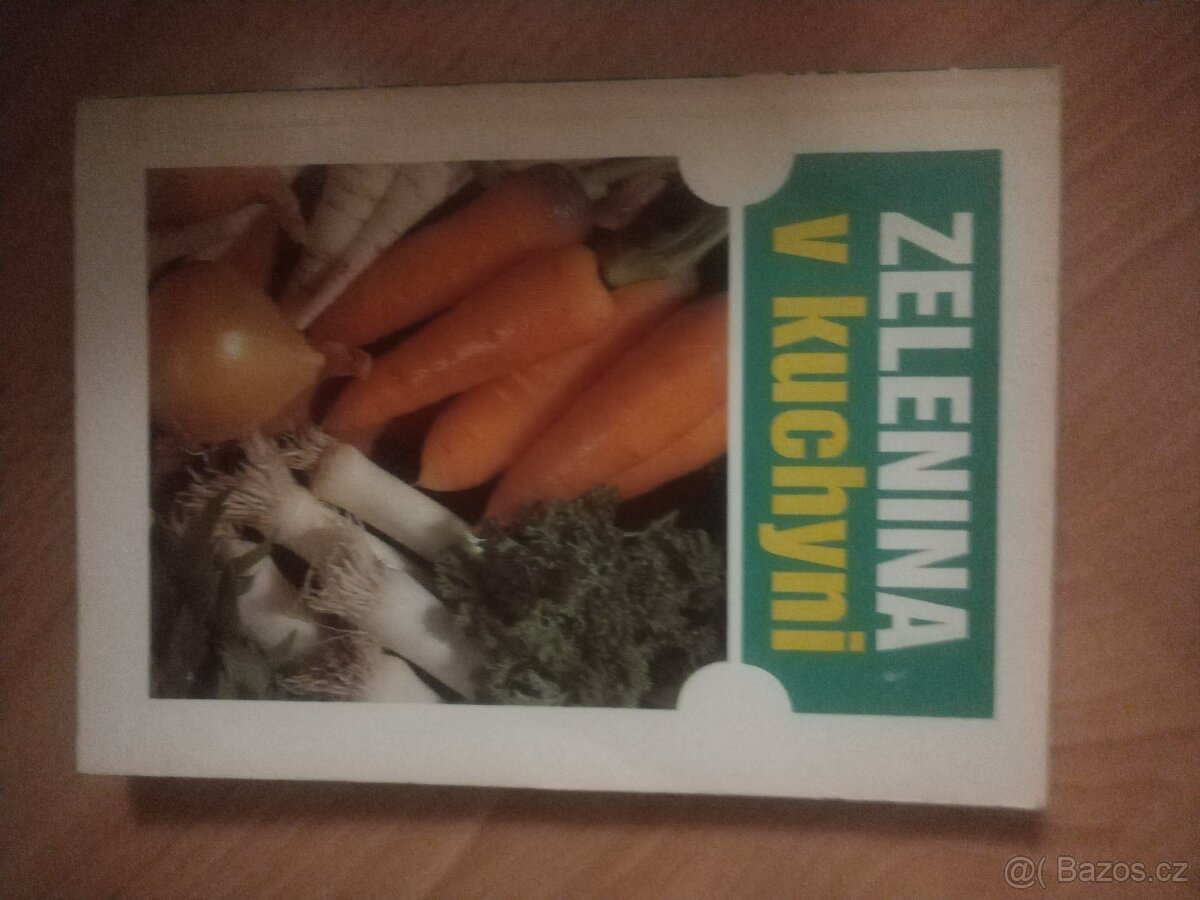 ZELENINA
v kuchyni
@( Bazos.cz